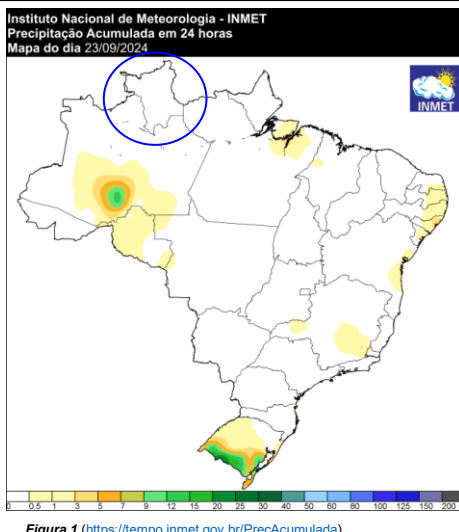 Instituto Nacional de Meteorologia - INMET
Precipitação Acumulada em 24 horas
Mapa do dia 23/09/2024
INMET
0 0.5 1 3 5 7 9 12 15 20 25 30 40 50 60 80 100 125 150 200
Figura 1 (https://tempo.inmet.gov.br/PrecAcumulada)